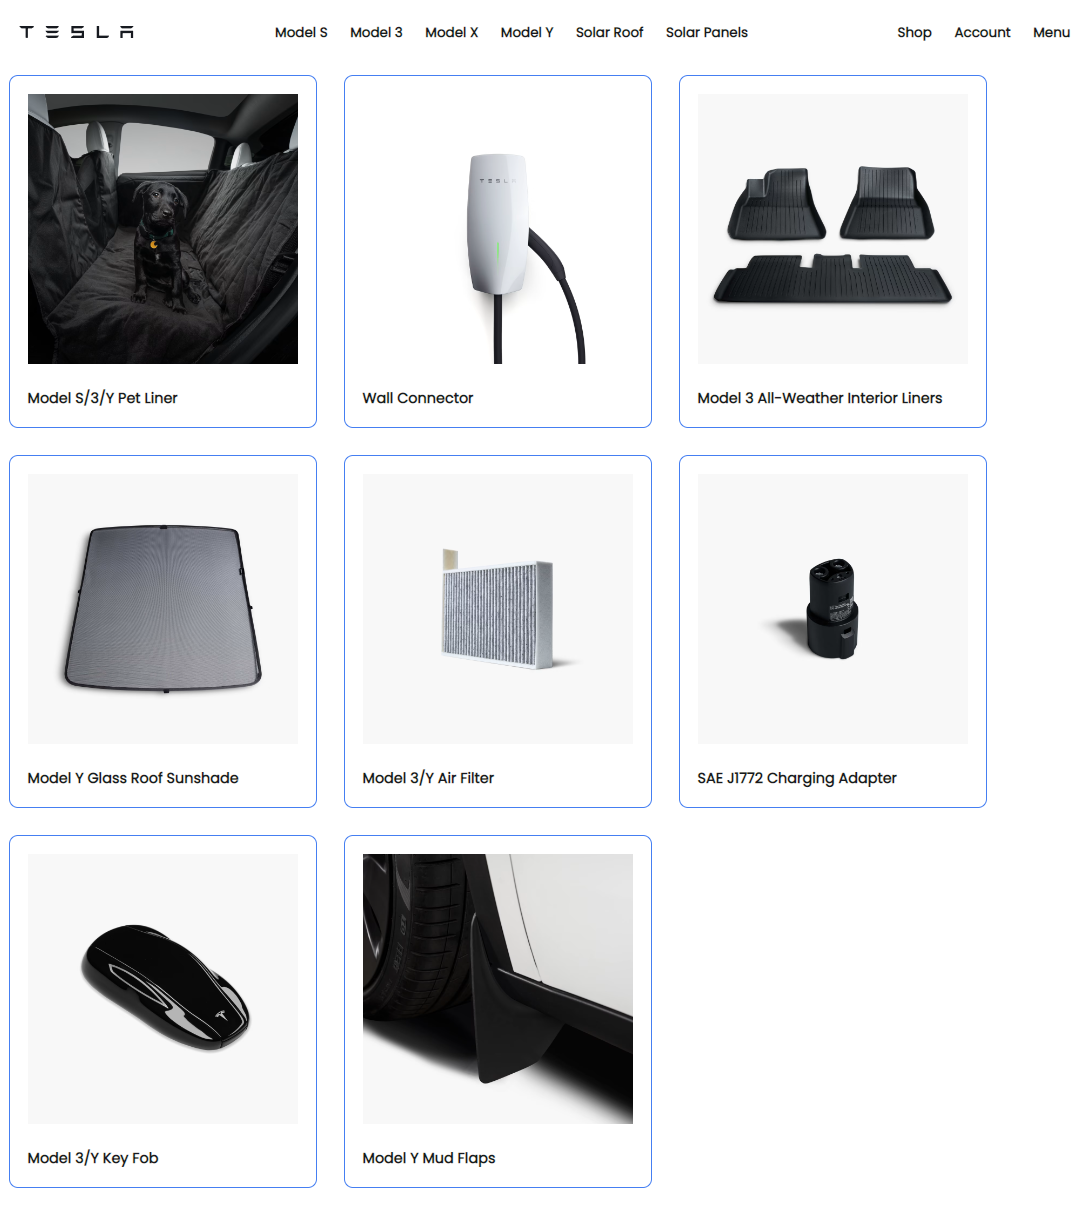 TESLA
Model S Model 3 Model X Model Y Solar Roof Solar Panels Shop Account Menu
TESLA
Model S/3/Y Pet Liner
Wall Connector
Model 3 All-Weather Interior Liners
Model Y Glass Roof Sunshade
Model 3/Y Air Filter
SAE J1772 Charging Adapter
Model 3/Y Key Fob
Model Y Mud Flaps